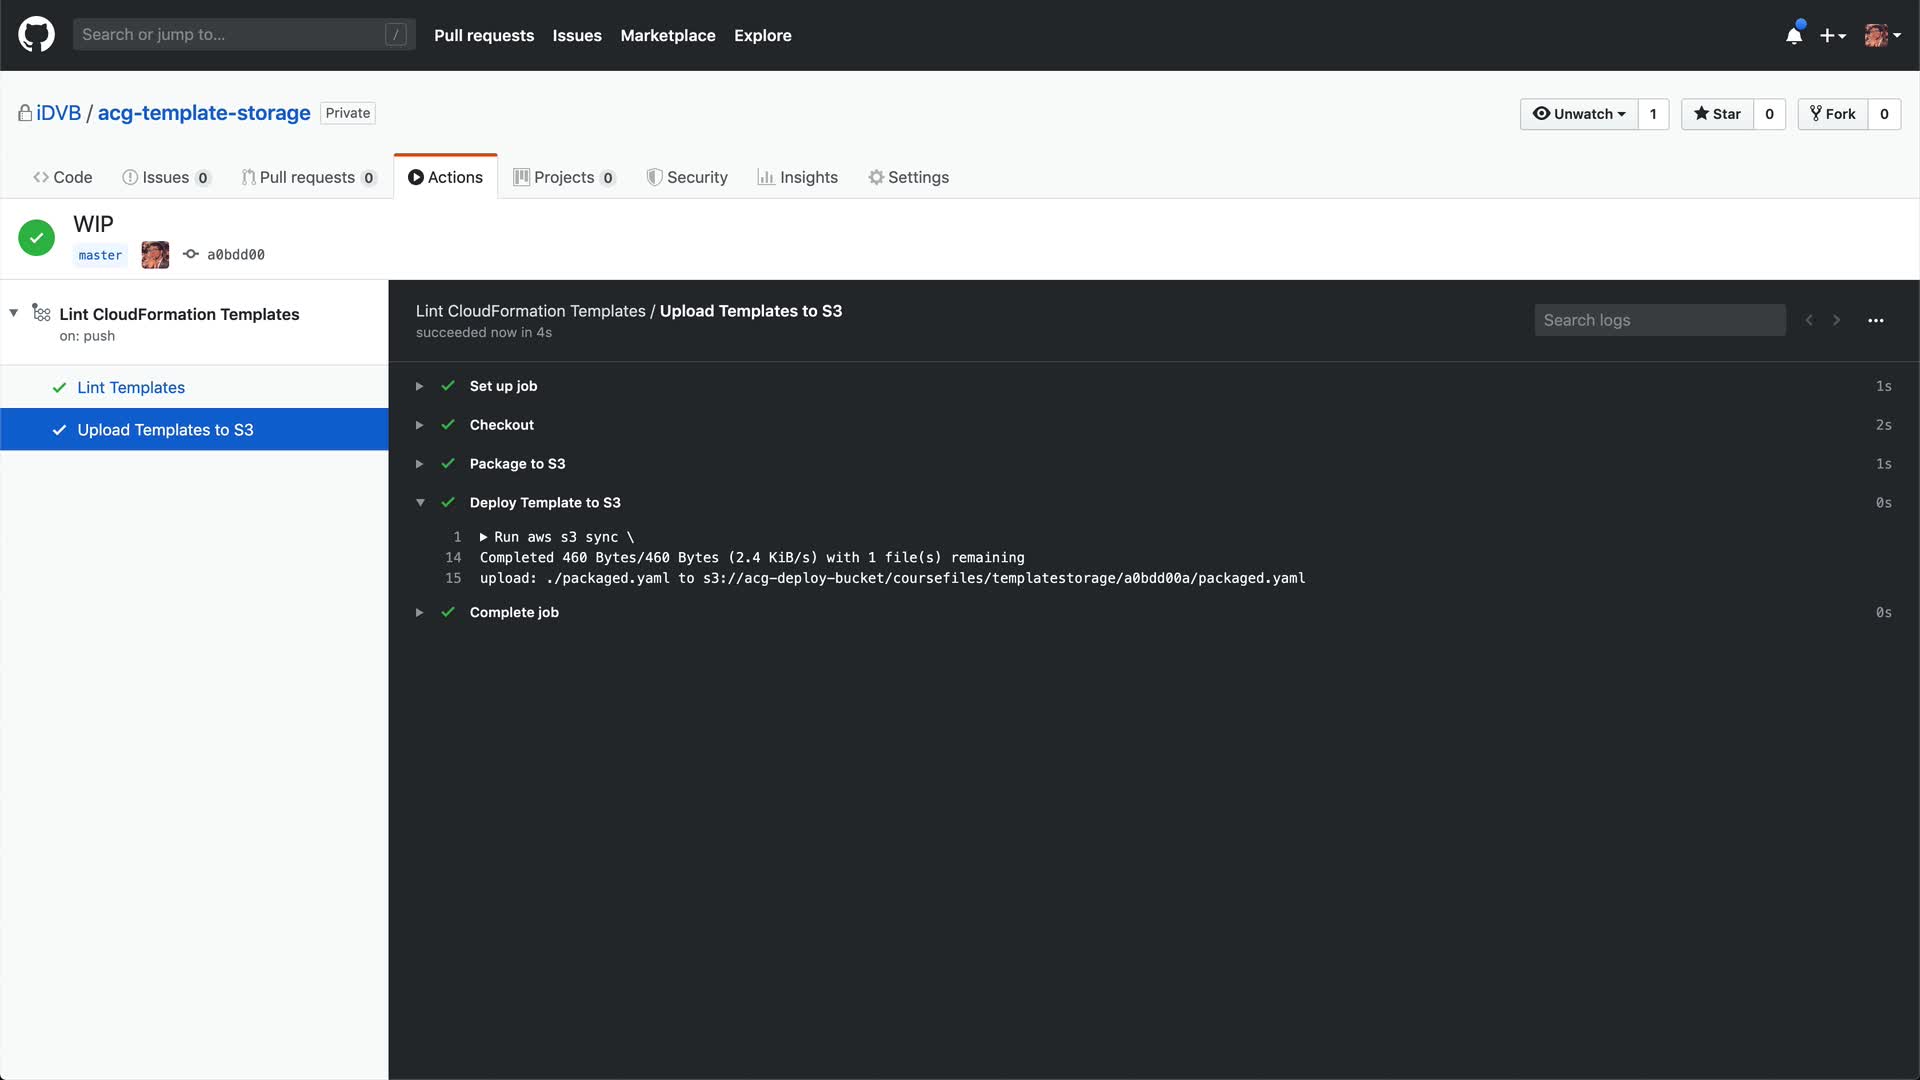 Search or jump to... /
Pull requests Issues Marketplace Explore
iDVB / acg-template-storage Private
Unwatch 1 Star 0 Fork 0
Code Issues 0 Pull requests 0 Actions Projects 0 Security Insights Settings
WIP
master a0bdd00
Lint CloudFormation Templates
on: push
Lint Templates
Upload Templates to S3
Lint CloudFormation Templates / Upload Templates to S3
succeeded now in 4s
Search logs
Set up job 1s
Checkout 2s
Package to S3 1s
Deploy Template to S3 0s
1 Run aws s3 sync \
14 Completed 460 Bytes/460 Bytes (2.4 KiB/s) with 1 file(s) remaining
15 upload: ./packaged.yaml to s3://acg-deploy-bucket/coursefiles/templatestorage/a0bdd00a/packaged.yaml
Complete job 0s